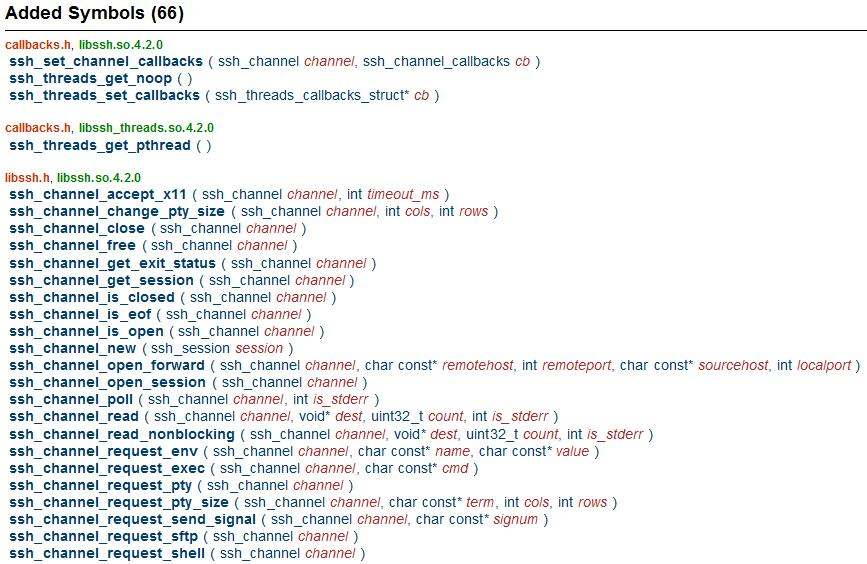 Added Symbols (66)
callbacks.h, libssh.so.4.2.0
ssh_set_channel_callbacks ( ssh_channel channel, ssh_channel_callbacks cb )
ssh_threads_get_noop ( )
ssh_threads_set_callbacks ( ssh_threads_callbacks_struct* cb )
callbacks.h, libssh_threads.so.4.2.0
ssh_threads_get_pthread ( )
libssh.h, libssh.so.4.2.0
ssh_channel_accept_x11 ( ssh_channel channel, int timeout_ms )
ssh_channel_change_pty_size ( ssh_channel channel, int cols, int rows )
ssh_channel_close ( ssh_channel channel )
ssh_channel_free ( ssh_channel channel )
ssh_channel_get_exit_status ( ssh_channel channel )
ssh_channel_get_session ( ssh_channel channel )
ssh_channel_is_closed ( ssh_channel channel )
ssh_channel_is_eof ( ssh_channel channel )
ssh_channel_is_open ( ssh_channel channel )
ssh_channel_new ( ssh_session session )
ssh_channel_open_forward ( ssh_channel channel, char const* remotehost, int remoteport, char const* sourcehost, int localport )
ssh_channel_open_session ( ssh_channel channel )
ssh_channel_poll ( ssh_channel channel, int is_stderr )
ssh_channel_read ( ssh_channel channel, void* dest, uint32_t count, int is_stderr )
ssh_channel_read_nonblocking ( ssh_channel channel, void* dest, uint32_t count, int is_stderr )
ssh_channel_request_env ( ssh_channel channel, char const* name, char const* value )
ssh_channel_request_exec ( ssh_channel channel, char const* cmd )
ssh_channel_request_pty ( ssh_channel channel )
ssh_channel_request_pty_size ( ssh_channel channel, char const* term, int cols, int rows )
ssh_channel_request_send_signal ( ssh_channel channel, char const* signum )
ssh_channel_request_sftp ( ssh_channel channel )
ssh_channel_request_shell ( ssh_channel channel )